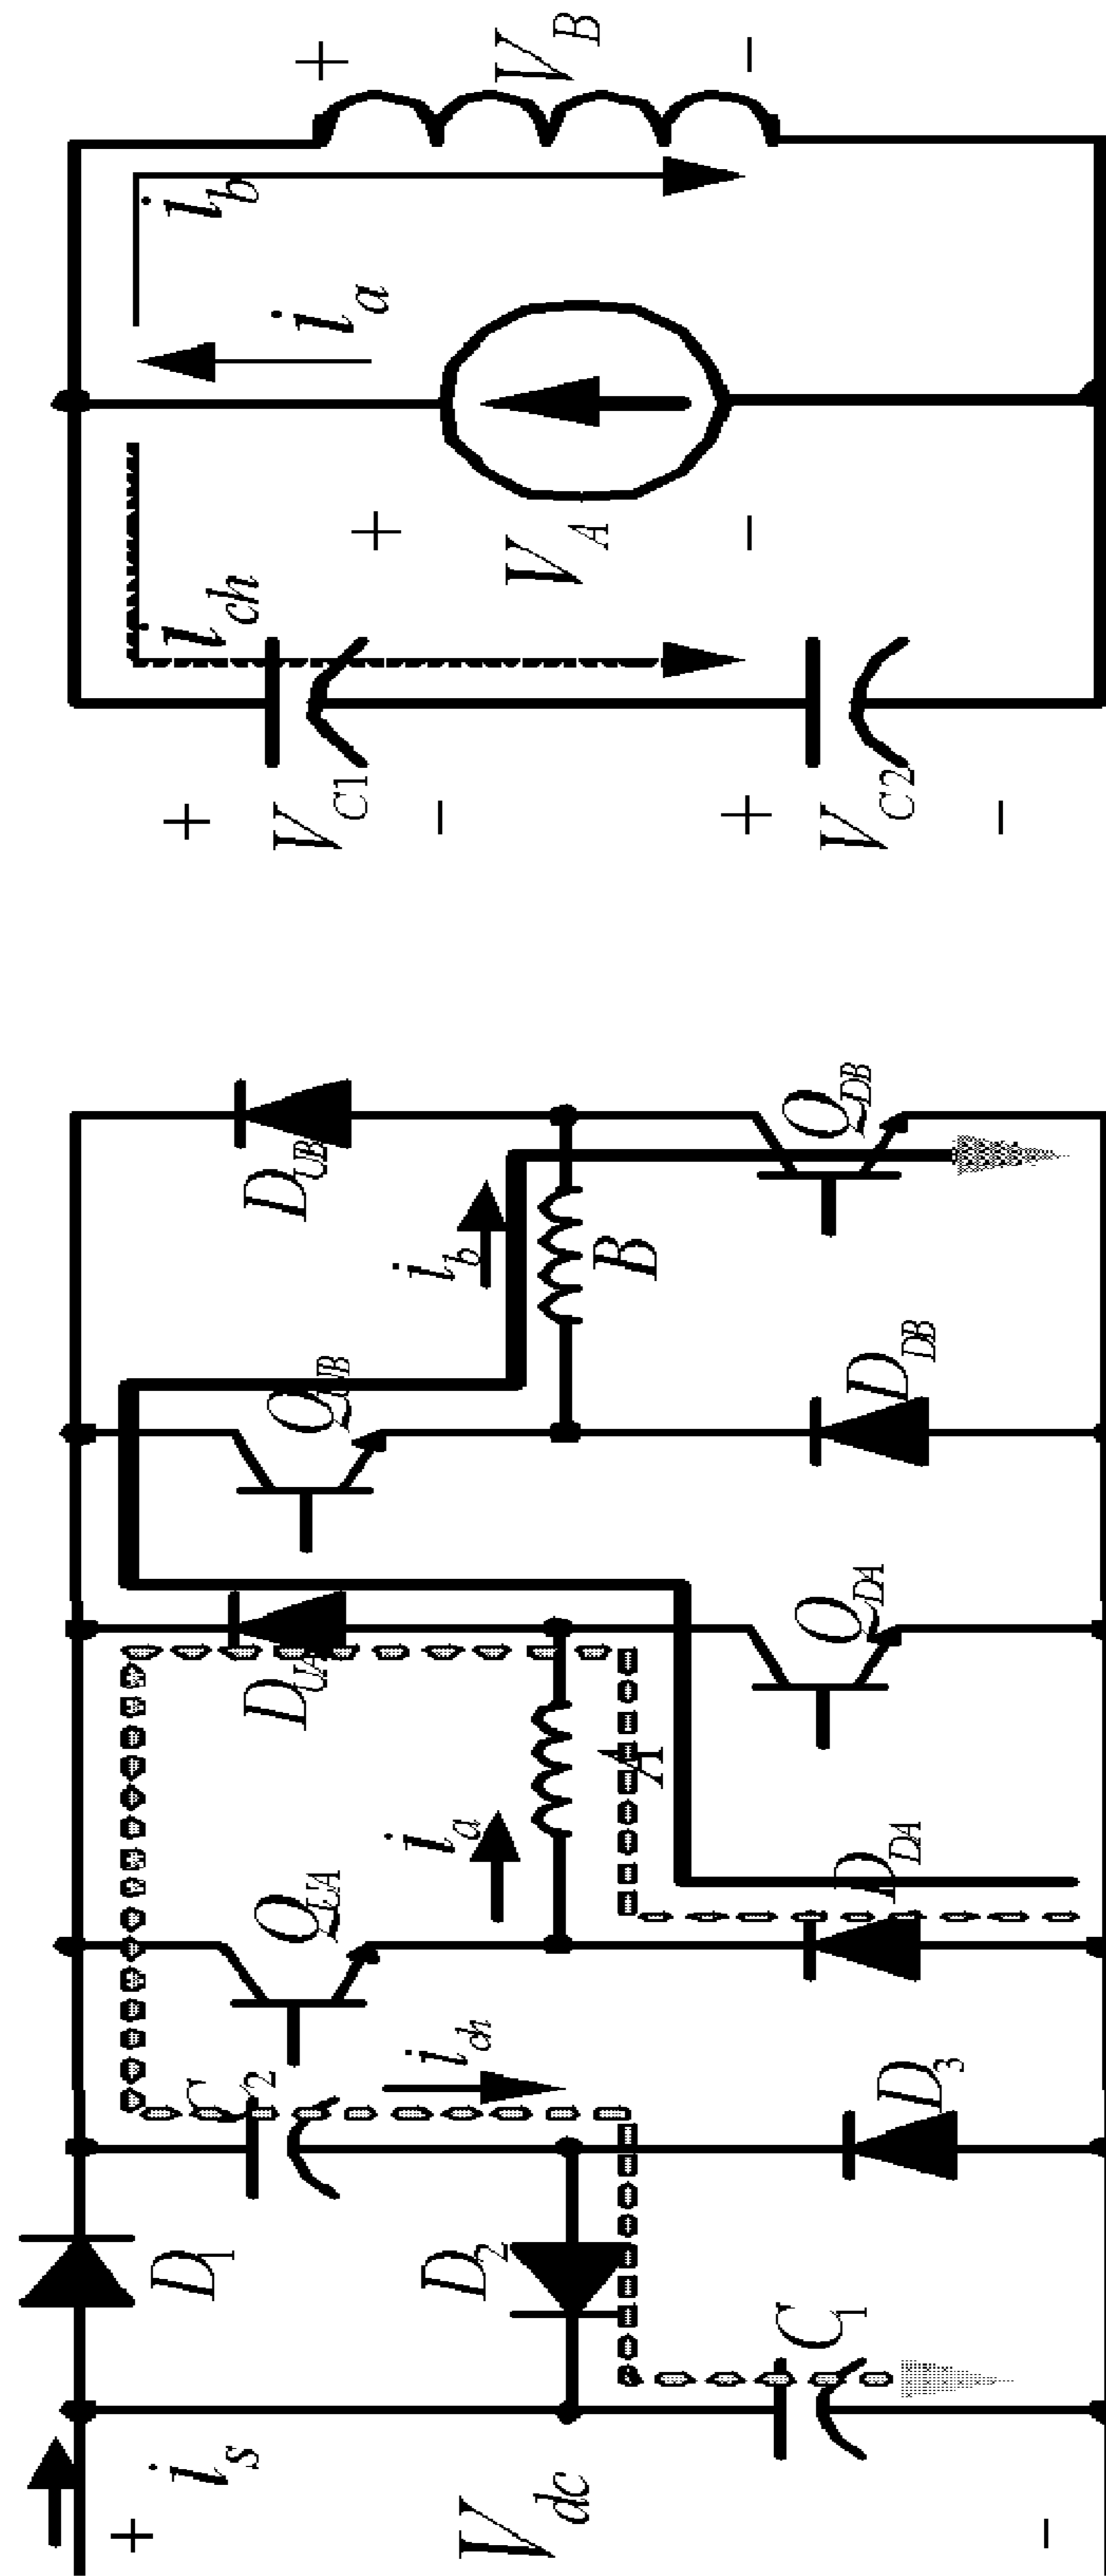 i_s
+
V_dc
-
D_1
D_2
C_1
C_2
i_ch
D_3
Q_UA
i_a
D_UA
A
D_DA
Q_DA
Q_UB
i_b
D_UB
B
D_DB
Q_DB
+
V_C1
-
+
V_C2
-
i_ch
+
V_A
-
i_a
i_b
+
V_B
-